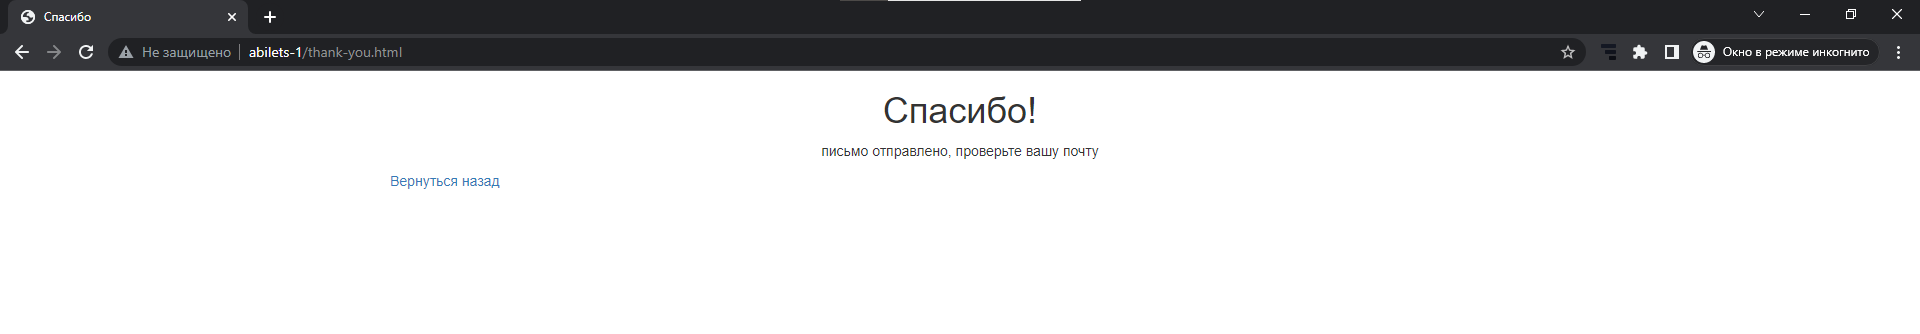 Спасибо
Не защищено abilets-1/thank-you.html Окно в режиме инкогнито
Спасибо!
письмо отправлено, проверьте вашу почту
Вернуться назад